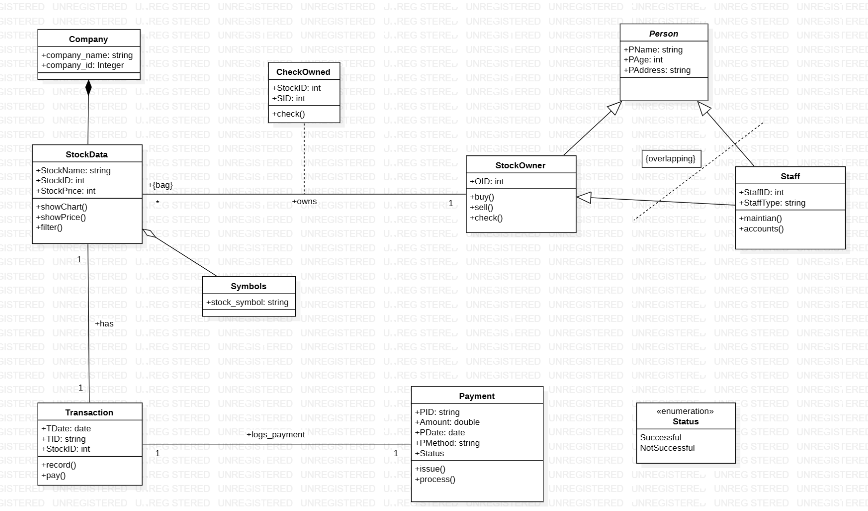 Company
+company_name: string
+company_id: Integer
Person
+PName: string
+PAge: int
+PAddress: string
CheckOwned
+StockID: int
+SID: int
+check()
StockData
+StockName: string
+StockID: int
+StockPrice: int
+showChart()
+showPrice()
+filter()
+{bag}
*
+owns
1
StockOwner
+OID: int
+buy()
+sell()
+check()
{overlapping}
Staff
+StaffID: int
+StaffType: string
+maintian()
+accounts()
1
Symbols
+stock_symbol: string
+has
1
Transaction
+TDate: date
+TID: string
+StockID: int
+record()
+pay()
+logs_payment
1
1
Payment
+PID: string
+Amount: double
+PDate: date
+PMethod: string
+Status
+issue()
+process()
«enumeration»
Status
Successful
NotSuccessful
UNREGISTERED